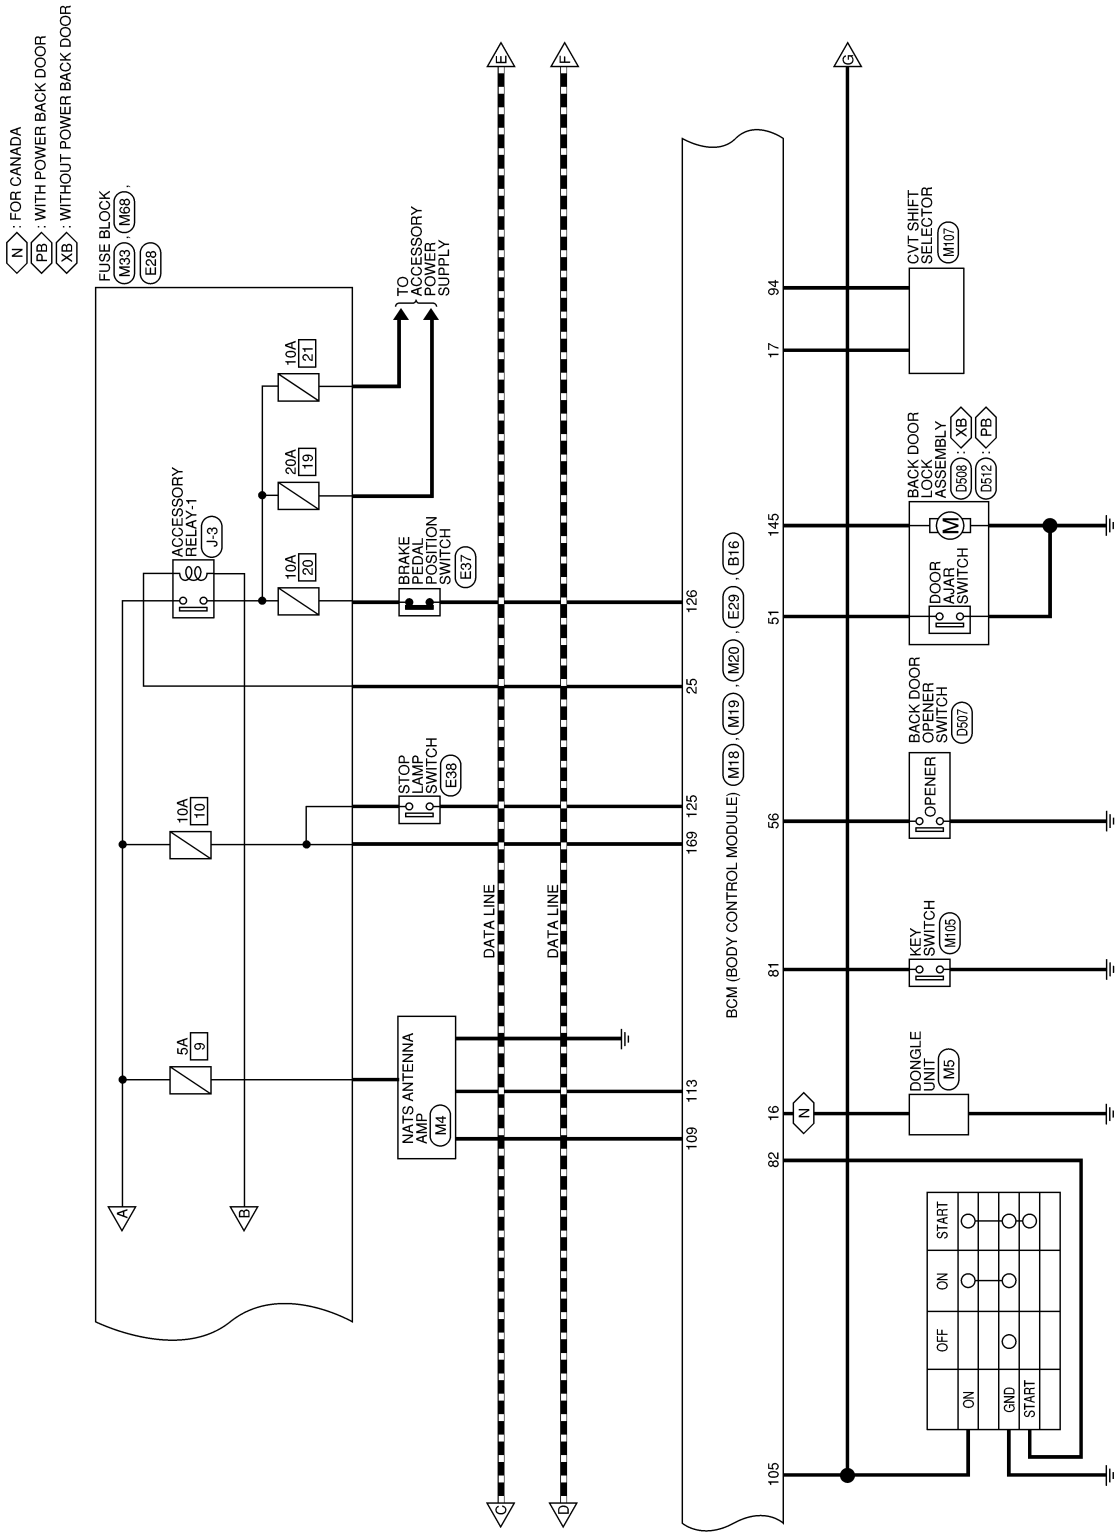 N : FOR CANADA
PB : WITH POWER BACK DOOR
XB : WITHOUT POWER BACK DOOR
FUSE BLOCK
M33 , M68 ,
E28
A
B
5A
9
10A
10
ACCESSORY
RELAY-1
J-3
10A
20
20A
19
10A
21
NATS ANTENNA
AMP
M4
STOP
LAMP
SWITCH
E38
BRAKE
PEDAL
POSITION
SWITCH
E37
TO
ACCESSORY
POWER
SUPPLY
C
DATA LINE
E
D
DATA LINE
F
109
113
169
125
25
126
BCM (BODY CONTROL MODULE) M18 , M19 , M20 , E29 , B16
105
82
16
81
56
51
145
17
94
N
G
DONGLE
UNIT
M5
KEY
SWITCH
M105
BACK DOOR
OPENER
SWITCH
D507
OPENER
BACK DOOR
LOCK
ASSEMBLY
D508 : XB
D512 : PB
DOOR
AJAR
SWITCH
M
CVT SHIFT
SELECTOR
M107
OFF
ON
START
ON
GND
START